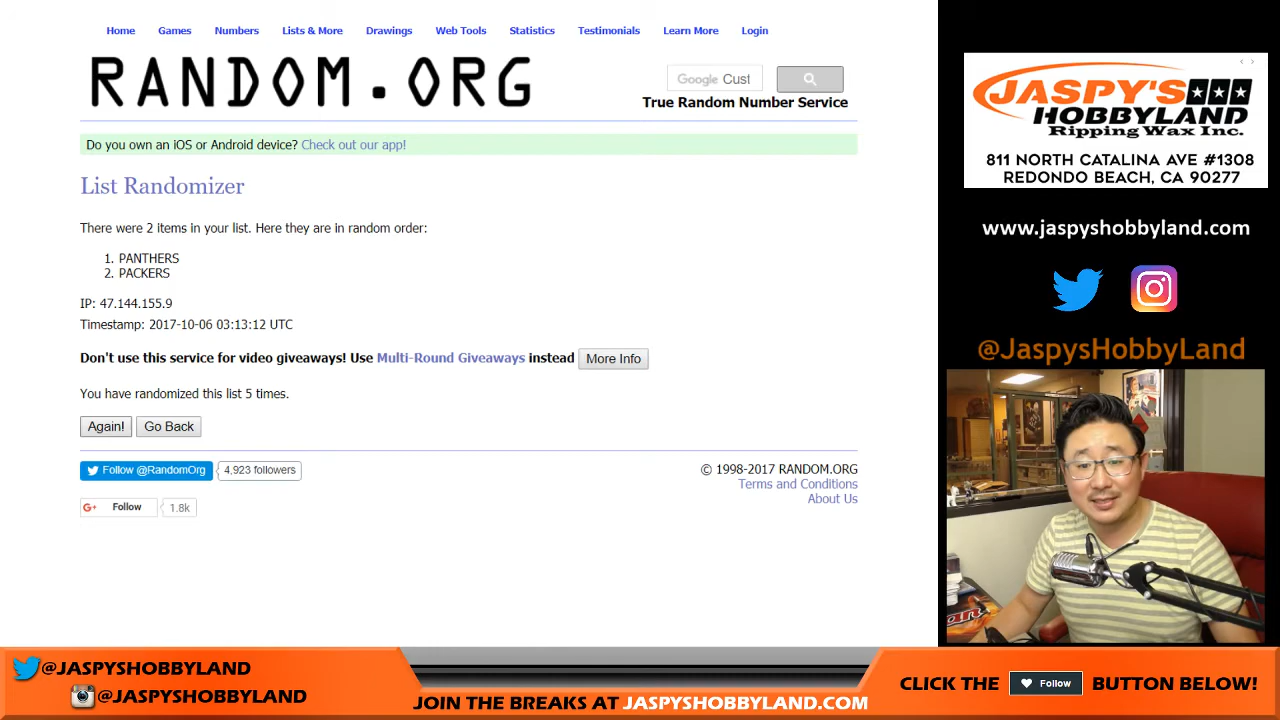 Home Games Numbers Lists & More Drawings Web Tools Statistics Testimonials Learn More Login
RANDOM.ORG
Google Cust
True Random Number Service
Do you own an iOS or Android device? Check out our app!
List Randomizer
There were 2 items in your list. Here they are in random order:
1. PANTHERS
2. PACKERS
IP: 47.144.155.9
Timestamp: 2017-10-06 03:13:12 UTC
Don't use this service for video giveaways! Use Multi-Round Giveaways instead More Info
You have randomized this list 5 times.
Again! Go Back
Follow @RandomOrg 4,923 followers
G+ Follow 1.8k
© 1998-2017 RANDOM.ORG
Terms and Conditions
About Us
JASPY'S
HOBBYLAND
Ripping Wax Inc.
811 NORTH CATALINA AVE #1308
REDONDO BEACH, CA 90277
www.jaspyshobbyland.com
@JaspysHobbyLand
@JASPYSHOBBYLAND
@JASPYSHOBBYLAND
JOIN THE BREAKS AT JASPYSHOBBYLAND.COM
CLICK THE Follow BUTTON BELOW!